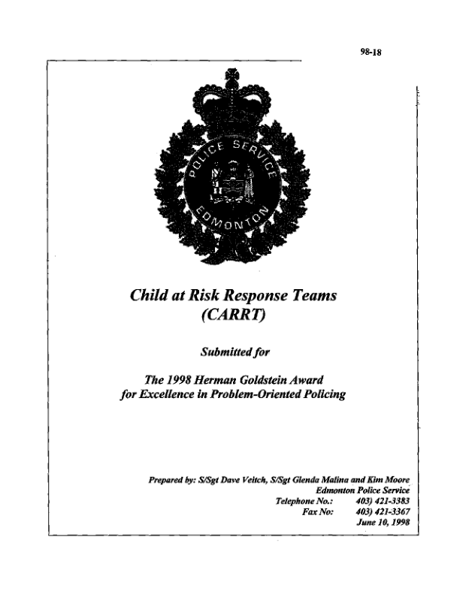 98-18
POLICE SERVICE
EDMONTON
Child at Risk Response Teams
(CARRT)
Submitted for
The 1998 Herman Goldstein Award
for Excellence in Problem-Oriented Policing
Prepared by: S/Sgt Dave Veitch, S/Sgt Glenda Malina and Kim Moore
Edmonton Police Service
Telephone No.: 403) 421-3383
Fax No: 403) 421-3367
June 10, 1998